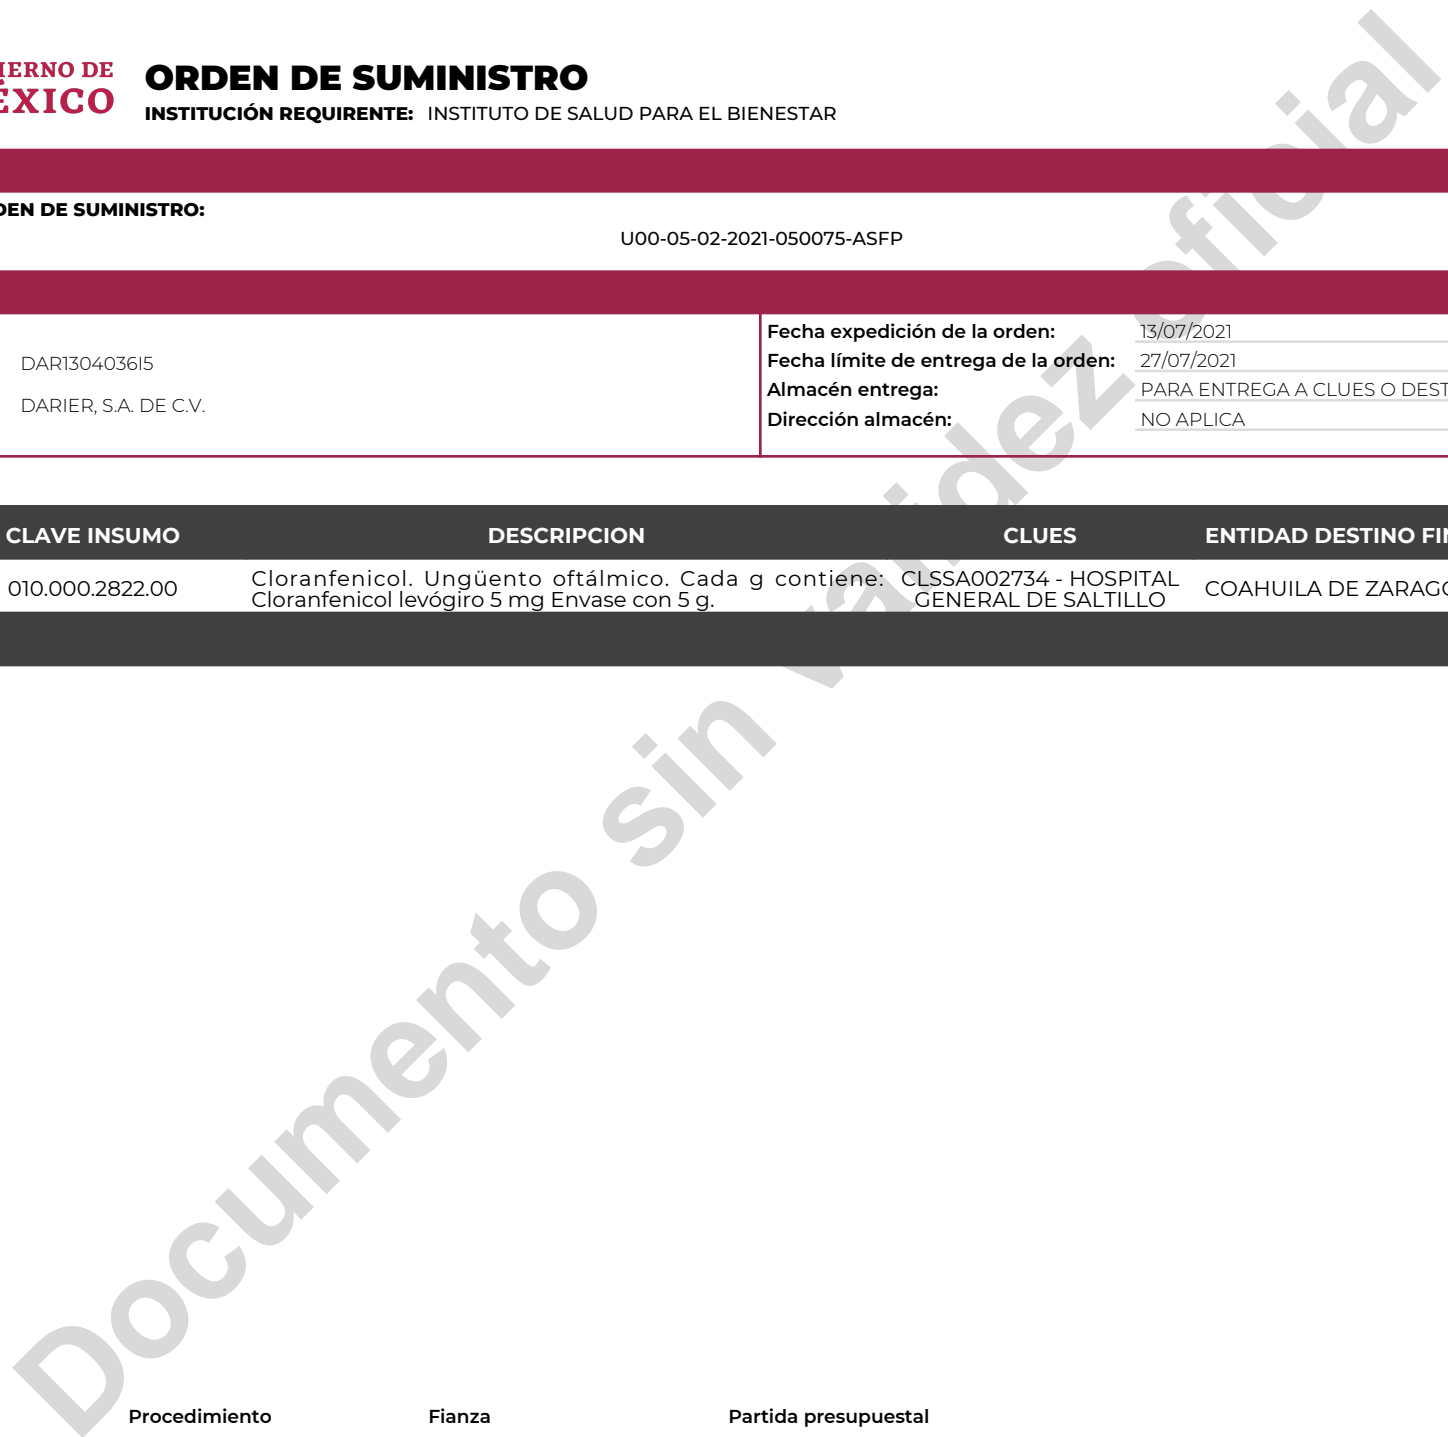 IERNO DE
ÉXICO
ORDEN DE SUMINISTRO
INSTITUCIÓN REQUIRENTE: INSTITUTO DE SALUD PARA EL BIENESTAR
DEN DE SUMINISTRO:
U00-05-02-2021-050075-ASFP
DAR1304036I5
DARIER, S.A. DE C.V.
Fecha expedición de la orden: 13/07/2021
Fecha límite de entrega de la orden: 27/07/2021
Almacén entrega: PARA ENTREGA A CLUES O DEST
Dirección almacén: NO APLICA
CLAVE INSUMO DESCRIPCION CLUES ENTIDAD DESTINO FIN
010.000.2822.00
Cloranfenicol. Ungüento oftálmico. Cada g contiene:
Cloranfenicol levógiro 5 mg Envase con 5 g.
CLSSA002734 - HOSPITAL
GENERAL DE SALTILLO
COAHUILA DE ZARAGO
Documento sin validez oficial
Procedimiento Fianza Partida presupuestal